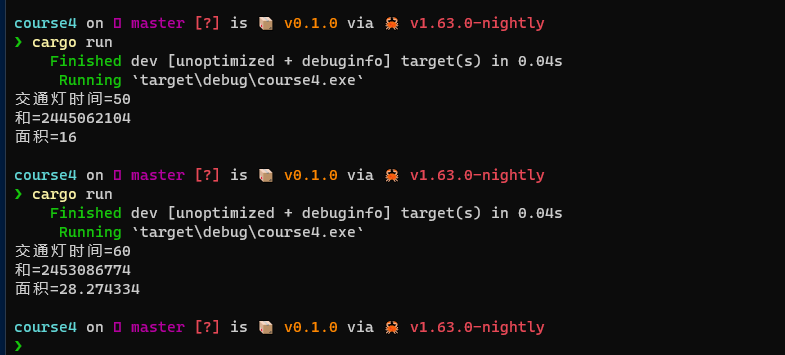 course4 on master [?] is 📦 v0.1.0 via 🦀 v1.63.0-nightly
❯ cargo run
Finished dev [unoptimized + debuginfo] target(s) in 0.04s
Running `target\debug\course4.exe`
交通灯时间=50
和=2445062104
面积=16
course4 on master [?] is 📦 v0.1.0 via 🦀 v1.63.0-nightly
❯ cargo run
Finished dev [unoptimized + debuginfo] target(s) in 0.04s
Running `target\debug\course4.exe`
交通灯时间=60
和=2453086774
面积=28.274334
course4 on master [?] is 📦 v0.1.0 via 🦀 v1.63.0-nightly
❯